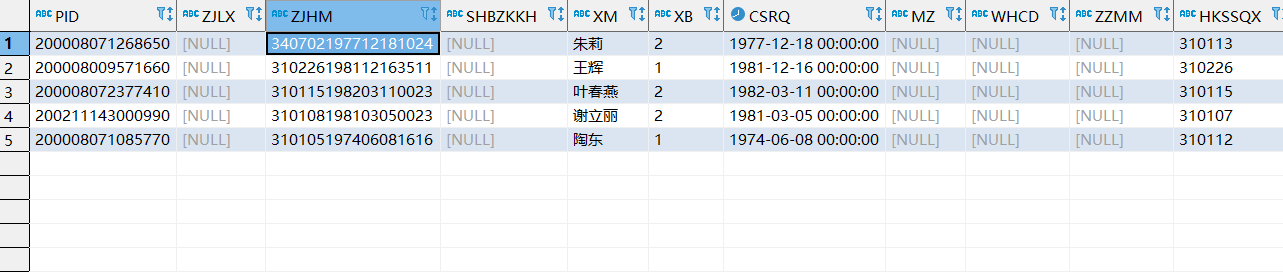 ABC PID ABC ZJLX ABC ZJHM ABC SHBZKKH ABC XM ABC XB CSRQ ABC MZ ABC WHCD ABC ZZMM ABC HKSSQX
1 200008071268650 [NULL] 340702197712181024 [NULL] 朱莉 2 1977-12-18 00:00:00 [NULL] [NULL] [NULL] 310113
2 200008009571660 [NULL] 310226198112163511 [NULL] 王辉 1 1981-12-16 00:00:00 [NULL] [NULL] [NULL] 310226
3 200008072377410 [NULL] 310115198203110023 [NULL] 叶春燕 2 1982-03-11 00:00:00 [NULL] [NULL] [NULL] 310115
4 200211143000990 [NULL] 310108198103050023 [NULL] 谢立丽 2 1981-03-05 00:00:00 [NULL] [NULL] [NULL] 310107
5 200008071085770 [NULL] 310105197406081616 [NULL] 陶东 1 1974-06-08 00:00:00 [NULL] [NULL] [NULL] 310112